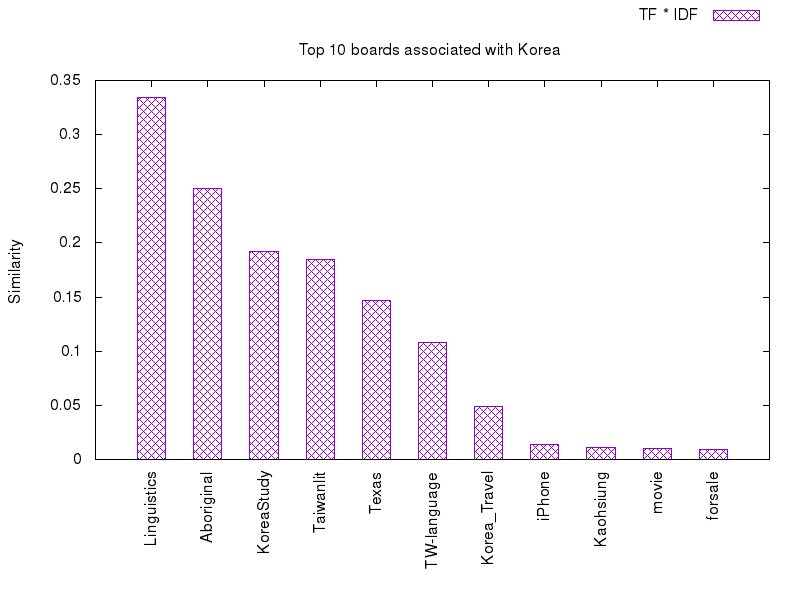 TF * IDF
Top 10 boards associated with Korea
0.35
0.3
0.25
0.2
0.15
0.1
0.05
0
Similarity
Linguistics
Aboriginal
KoreaStudy
Taiwanlit
Texas
TW-language
Korea_Travel
iPhone
Kaohsiung
movie
forsale